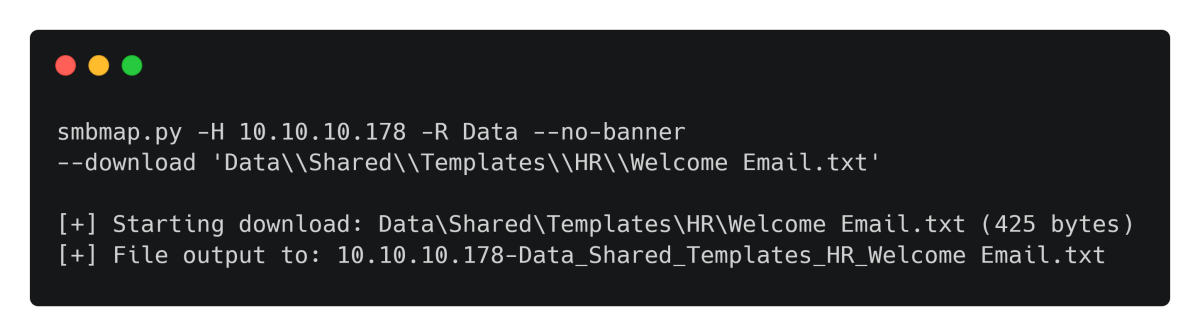 smbmap.py -H 10.10.10.178 -R Data --no-banner
--download 'Data\\Shared\\Templates\\HR\\Welcome Email.txt'
[+] Starting download: Data\Shared\Templates\HR\Welcome Email.txt (425 bytes)
[+] File output to: 10.10.10.178-Data_Shared_Templates_HR_Welcome Email.txt